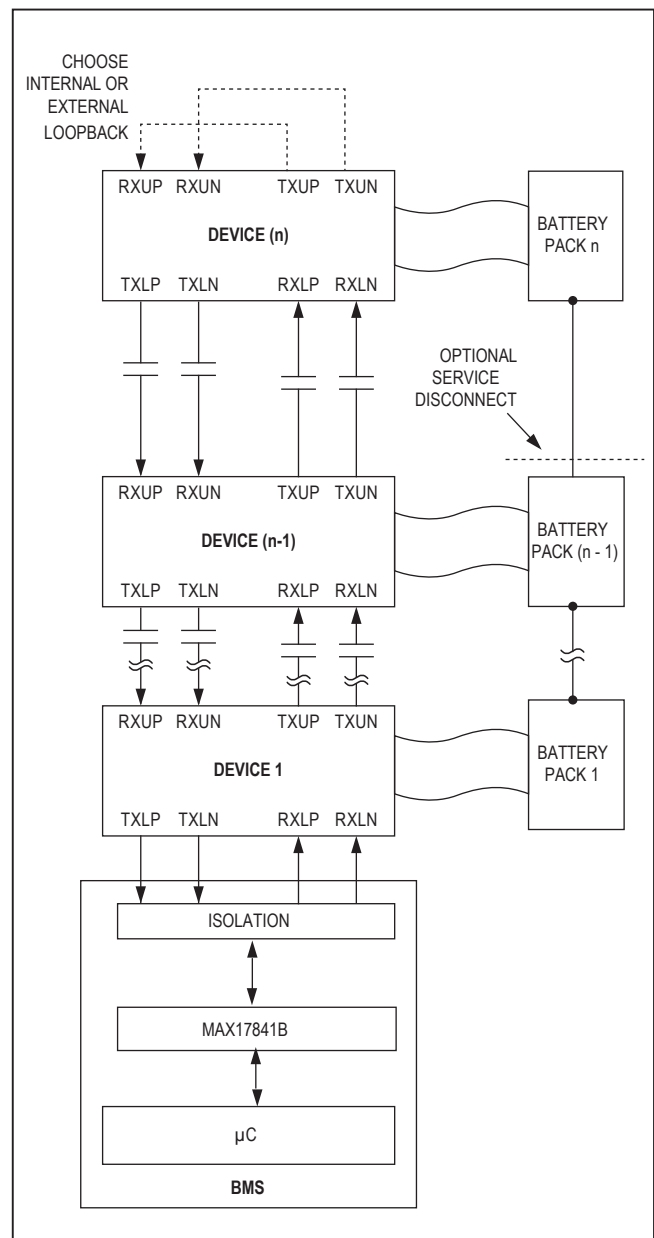 CHOOSE
INTERNAL OR
EXTERNAL
LOOPBACK
RXUP RXUN TXUP TXUN
DEVICE (n)
TXLP TXLN RXLP RXLN
BATTERY
PACK n
OPTIONAL
SERVICE
DISCONNECT
RXUP RXUN TXUP TXUN
DEVICE (n-1)
TXLP TXLN RXLP RXLN
BATTERY
PACK (n - 1)
RXUP RXUN TXUP TXUN
DEVICE 1
TXLP TXLN RXLP RXLN
BATTERY
PACK 1
ISOLATION
MAX17841B
µC
BMS